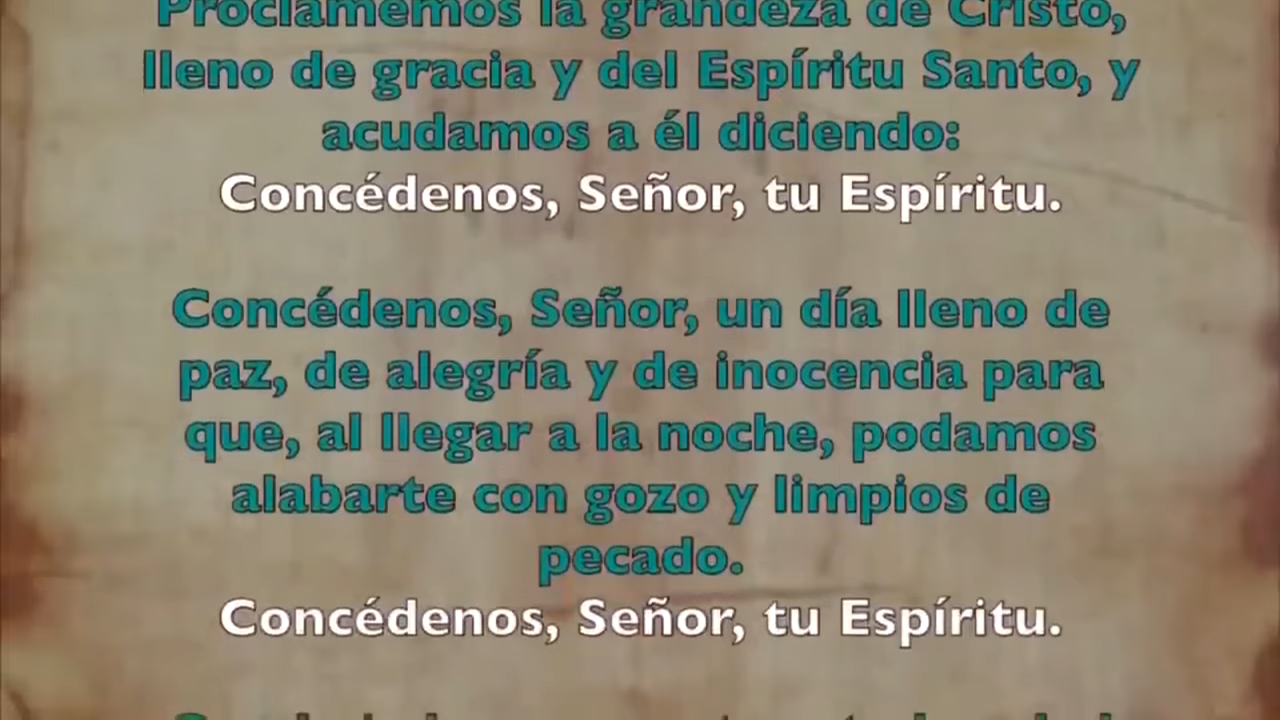 Proclamemos la grandeza de Cristo,
lleno de gracia y del Espíritu Santo, y
acudamos a él diciendo:
Concédenos, Señor, tu Espíritu.
Concédenos, Señor, un día lleno de
paz, de alegría y de inocencia para
que, al llegar a la noche, podamos
alabarte con gozo y limpios de
pecado.
Concédenos, Señor, tu Espíritu.